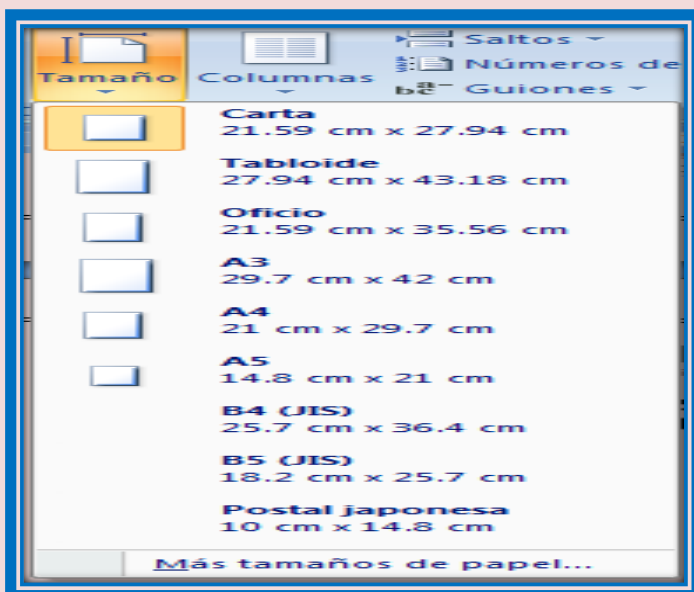 Tamaño
Columnas
Saltos
Números de
Guiones
Carta
21.59 cm x 27.94 cm
Tabloide
27.94 cm x 43.18 cm
Oficio
21.59 cm x 35.56 cm
A3
29.7 cm x 42 cm
A4
21 cm x 29.7 cm
A5
14.8 cm x 21 cm
B4 (JIS)
25.7 cm x 36.4 cm
B5 (JIS)
18.2 cm x 25.7 cm
Postal japonesa
10 cm x 14.8 cm
Más tamaños de papel...